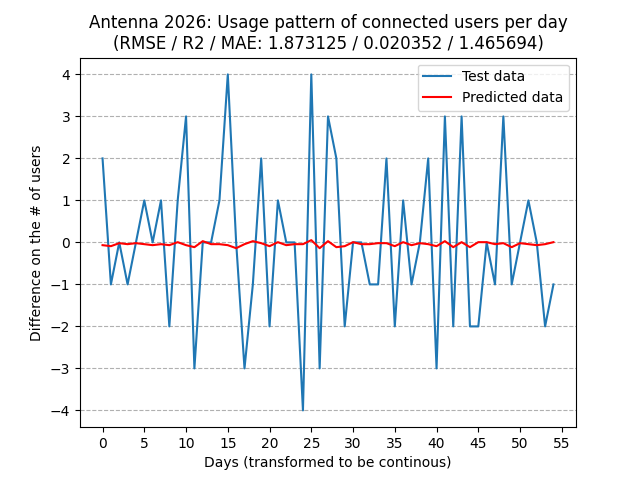 Antenna 2026: Usage pattern of connected users per day
(RMSE / R2 / MAE: 1.873125 / 0.020352 / 1.465694)
Test data
Predicted data
Difference on the # of users
4
3
2
1
0
−1
−2
−3
−4
0 5 10 15 20 25 30 35 40 45 50 55
Days (transformed to be continous)